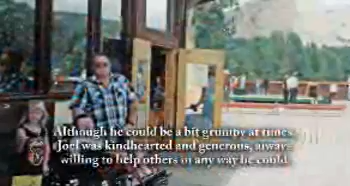 Although he could be a bit grumpy at times
Joel was kindhearted and generous, always
willing to help others in any way he could